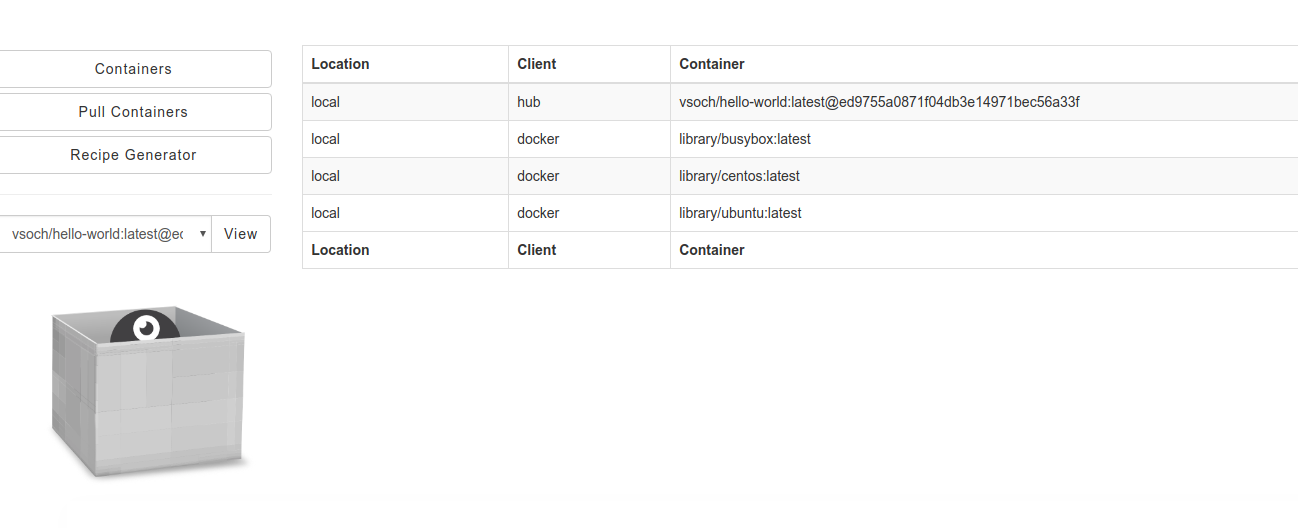 Containers
Pull Containers
Recipe Generator
vsoch/hello-world:latest@ec
View
Location Client Container
local hub vsoch/hello-world:latest@ed9755a0871f04db3e14971bec56a33f
local docker library/busybox:latest
local docker library/centos:latest
local docker library/ubuntu:latest
Location Client Container